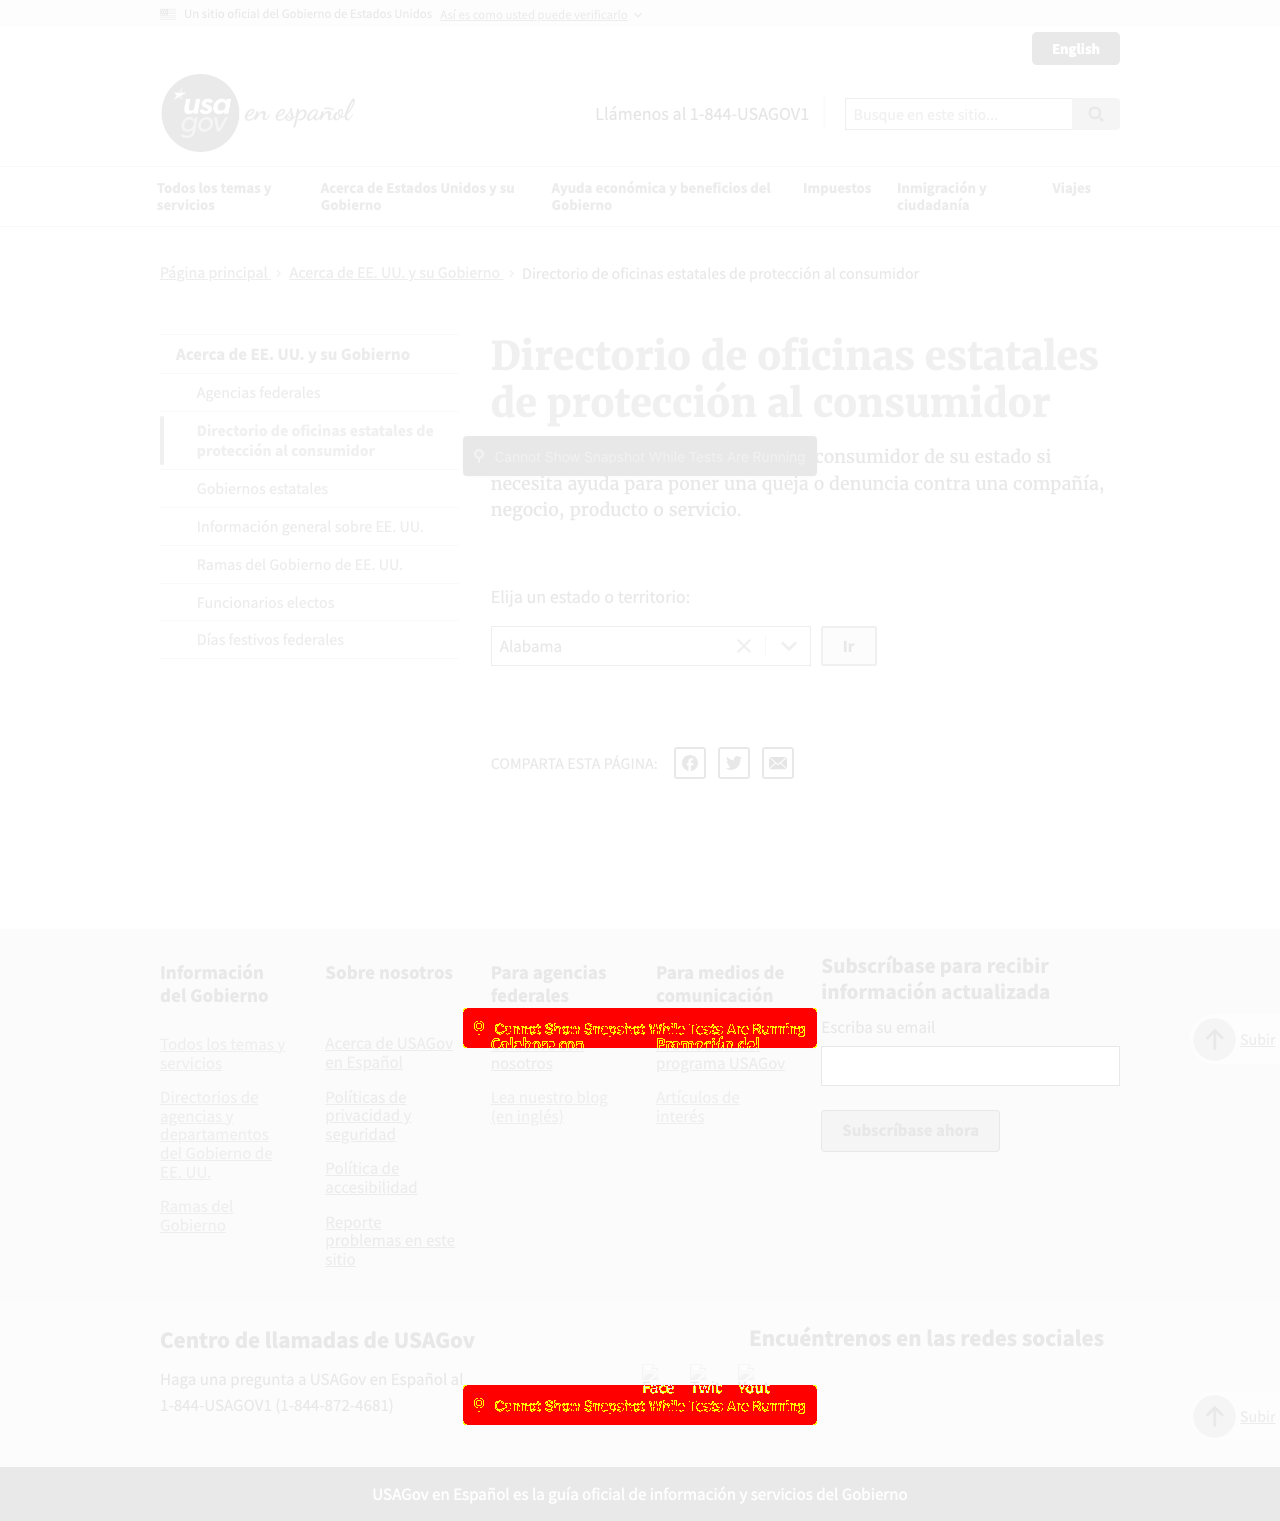 Un sitio oficial del Gobierno de Estados Unidos Así es como usted puede verificarlo
English
usa gov en español
Llámenos al 1-844-USAGOV1
Busque en este sitio...
Todos los temas y servicios
Acerca de Estados Unidos y su Gobierno
Ayuda económica y beneficios del Gobierno
Impuestos
Inmigración y ciudadanía
Viajes
Página principal
Acerca de EE. UU. y su Gobierno
Directorio de oficinas estatales de protección al consumidor
Acerca de EE. UU. y su Gobierno
Agencias federales
Directorio de oficinas estatales de
protección al consumidor
Gobiernos estatales
Información general sobre EE. UU.
Ramas del Gobierno de EE. UU.
Funcionarios electos
Días festivos federales
Directorio de oficinas estatales
de protección al consumidor
Cannot Show Snapshot While Tests Are Running
consumidor de su estado si
necesita ayuda para poner una queja o denuncia contra una compañía,
negocio, producto o servicio.
Elija un estado o territorio:
Alabama
Ir
COMPARTA ESTA PÁGINA:
Información
del Gobierno
Todos los temas y
servicios
Directorios de
agencias y
departamentos
del Gobierno de
EE. UU.
Ramas del
Gobierno
Sobre nosotros
Acerca de USAGov
en Español
Políticas de
privacidad y
seguridad
Política de
accesibilidad
Reporte
problemas en este
sitio
Para agencias
federales
Cannot Show Snapshot While Tests Are Running
Colabore con
nosotros
Lea nuestro blog
(en inglés)
Para medios de
comunicación
Promoción del
programa USAGov
Artículos de
interés
Subscríbase para recibir
información actualizada
Escriba su email
Subscríbase ahora
Subir
Centro de llamadas de USAGov
Haga una pregunta a USAGov en Español al
1-844-USAGOV1 (1-844-872-4681)
Encuéntrenos en las redes sociales
Face Twit Yout
Cannot Show Snapshot While Tests Are Running
Subir
USAGov en Español es la guía oficial de información y servicios del Gobierno